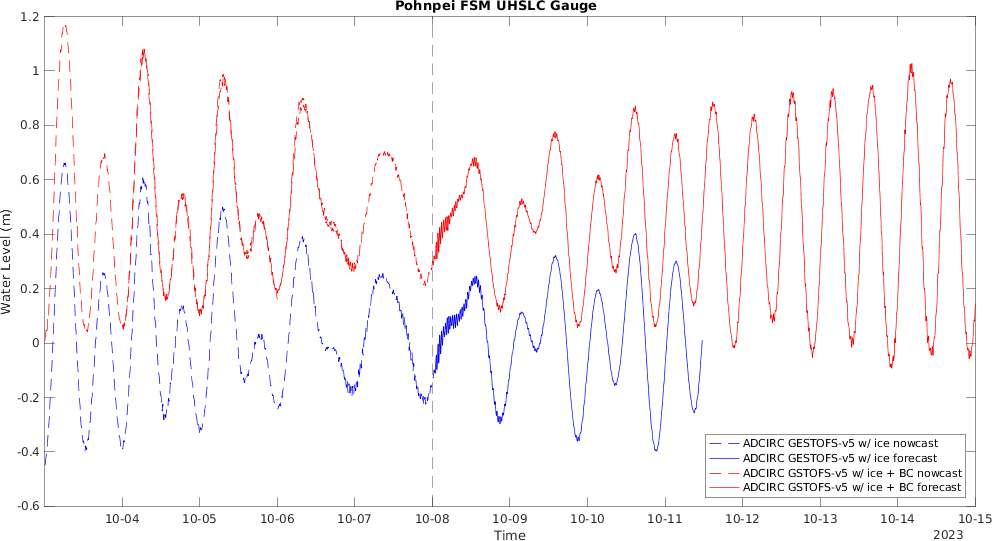 Pohnpei FSM UHSLC Gauge
1.2
1
0.8
0.6
0.4
0.2
0
-0.2
-0.4
-0.6
Water Level (m)
ADCIRC GESTOFS-v5 w/ ice nowcast
ADCIRC GESTOFS-v5 w/ ice forecast
ADCIRC GSTOFS-v5 w/ ice + BC nowcast
ADCIRC GSTOFS-v5 w/ ice + BC forecast
10-04 10-05 10-06 10-07 10-08 10-09 10-10 10-11 10-12 10-13 10-14 10-15
Time
2023